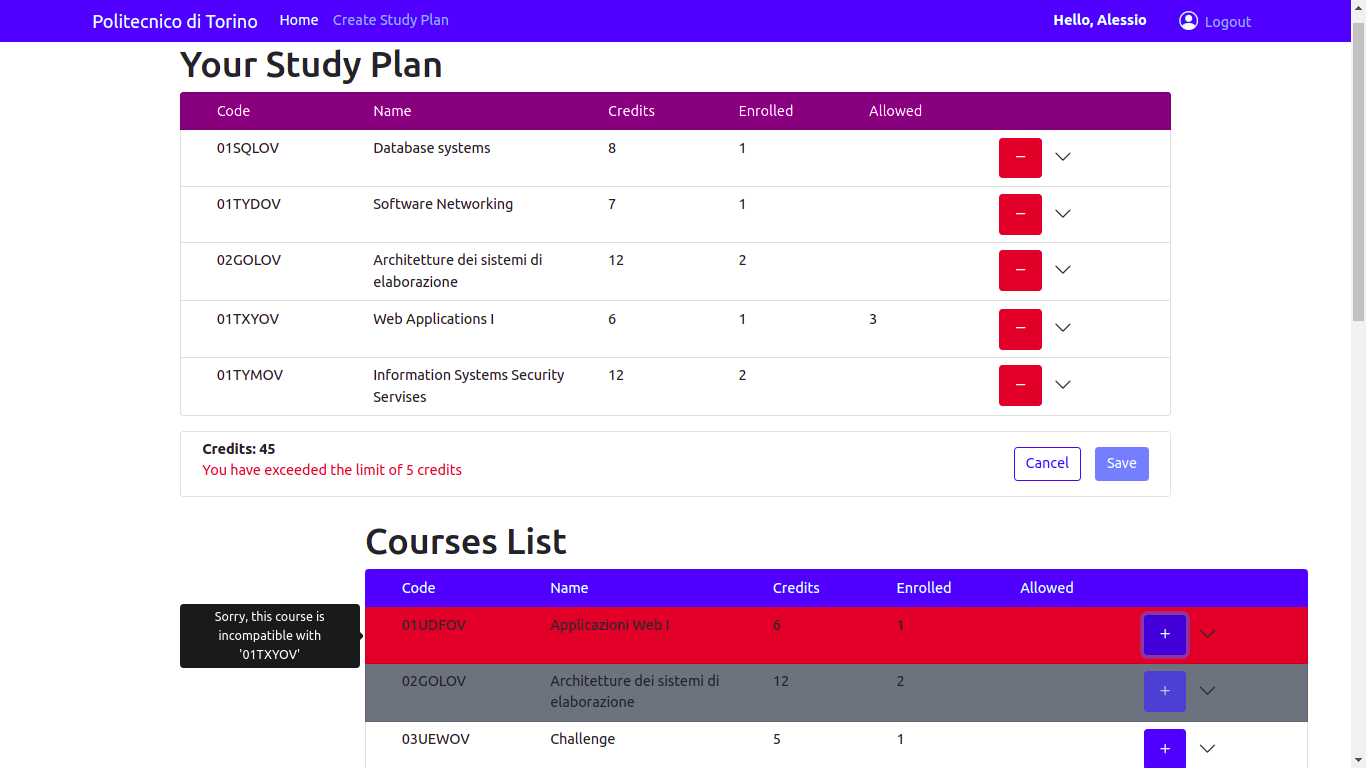 Politecnico di Torino Home Create Study Plan Hello, Alessio Logout
Your Study Plan
Code Name Credits Enrolled Allowed
01SQLOV Database systems 8 1 −
01TYDOV Software Networking 7 1 −
02GOLOV Architetture dei sistemi di 12 2 −
elaborazione
01TXYOV Web Applications I 6 1 3 −
01TYMOV Information Systems Security 12 2 −
Servises
Credits: 45
You have exceeded the limit of 5 credits
Cancel Save
Courses List
Code Name Credits Enrolled Allowed
Sorry, this course is
incompatible with
'01TXYOV'
01UDFOV Applicazioni Web I 6 1 +
02GOLOV Architetture dei sistemi di 12 2 +
elaborazione
03UEWOV Challenge 5 1 +